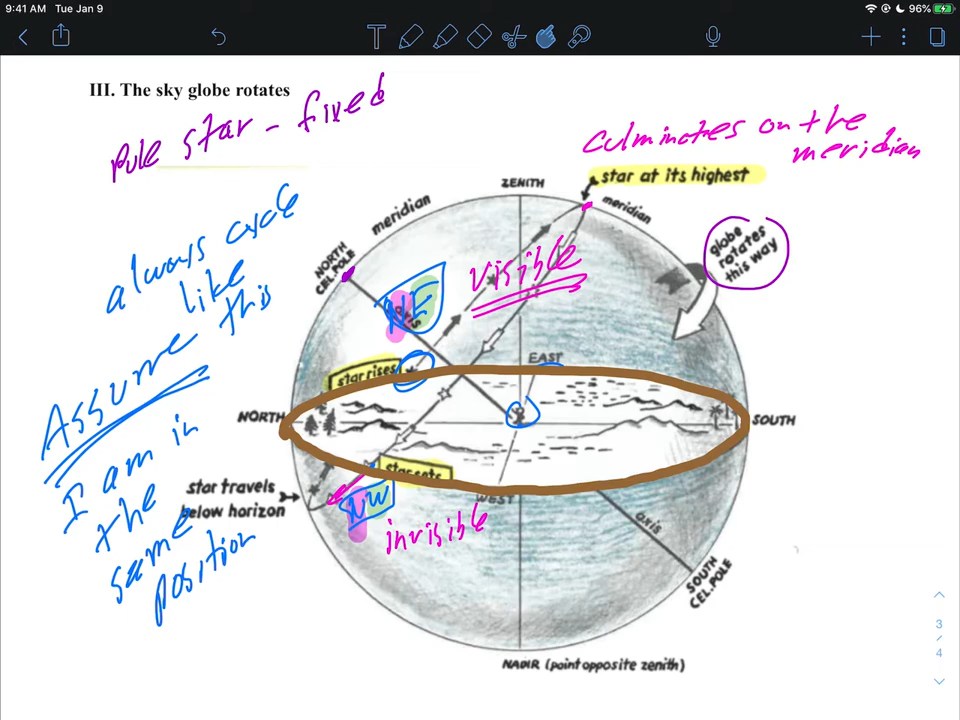 9:41 AM Tue Jan 9
96%
III. The sky globe rotates
pole star - fixed
culminates on the
meridian
star at its highest
ZENITH
meridian
meridian
always cycle
like
this
NORTH
CEL. POLE
NE
AXIS
visible
globe
rotates
this way
Assume
I am in
the
same
position
star rises
EAST
NORTH
SOUTH
star sets
WEST
NW
invisible
star travels
below horizon
axis
SOUTH
CEL. POLE
NADIR (point opposite zenith)
3
/
4